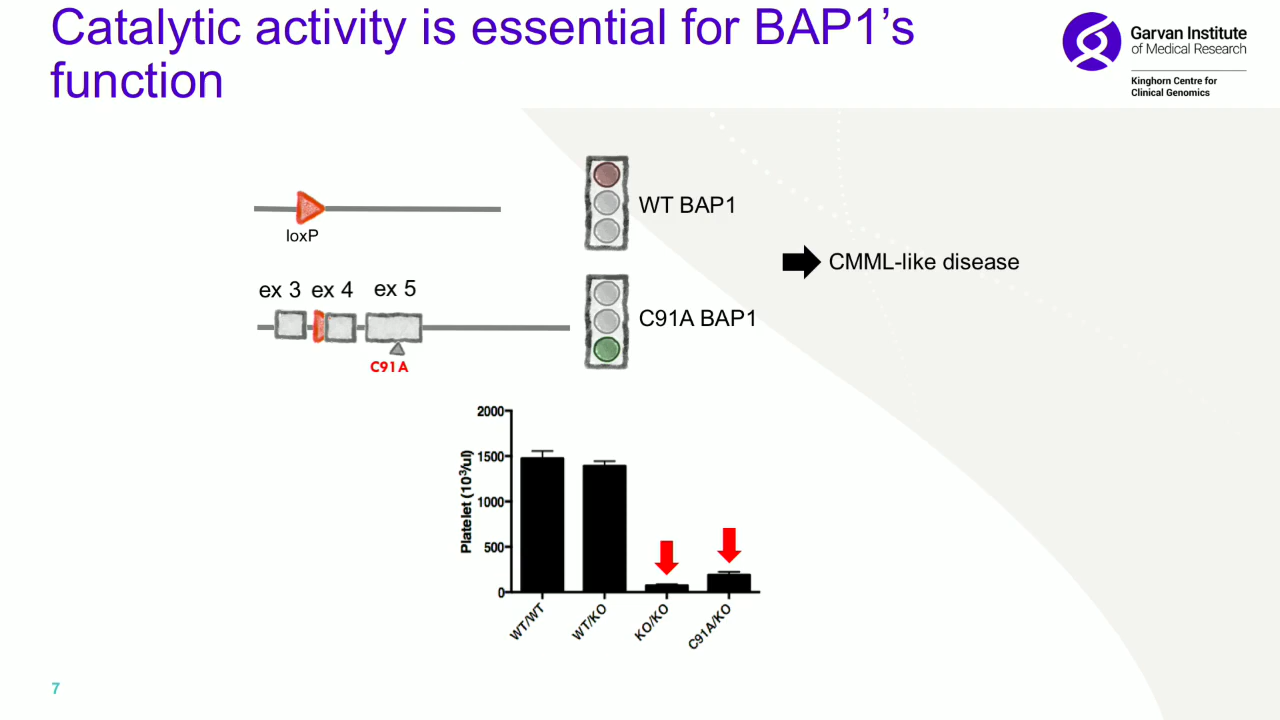 Catalytic activity is essential for BAP1’s
function
Garvan Institute
of Medical Research
Kinghorn Centre for
Clinical Genomics
loxP
WT BAP1
CMML-like disease
ex 3 ex 4 ex 5
C91A BAP1
C91A
Platelet (10³/ul)
2000
1500
1000
500
0
WT/WT
WT/KO
KO/KO
C91A/KO
7